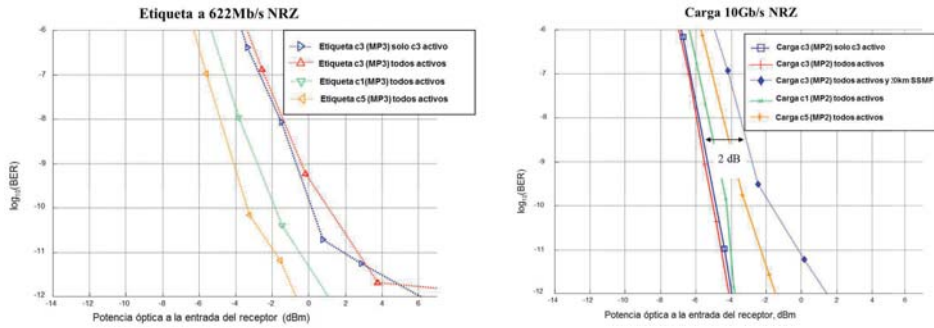 Etiqueta a 622Mb/s NRZ
Etiqueta c3 (MP3) solo c3 activo
Etiqueta c3 (MP3) todos activos
Etiqueta c1(MP3) todos activos
Etiqueta c5 (MP3) todos activos
log10(BER)
-6
-7
-8
-9
-10
-11
-12
-14
-12
-10
-8
-6
-4
-2
0
2
4
6
Potencia óptica a la entrada del receptor (dBm)
Carga 10Gb/s NRZ
Carga c3 (MP2) solo c3 activo
Carga c3 (MP2) todos activos
Carga c3 (MP2) todos activos y 20km SSMF
Carga c1 (MP2) todos activos
Carga c5 (MP2) todos activos
2 dB
log10(BER)
-6
-7
-8
-9
-10
-11
-12
-14
-12
-10
-8
-6
-4
-2
0
2
4
6
Potencia óptica a la entrada del receptor, dBm